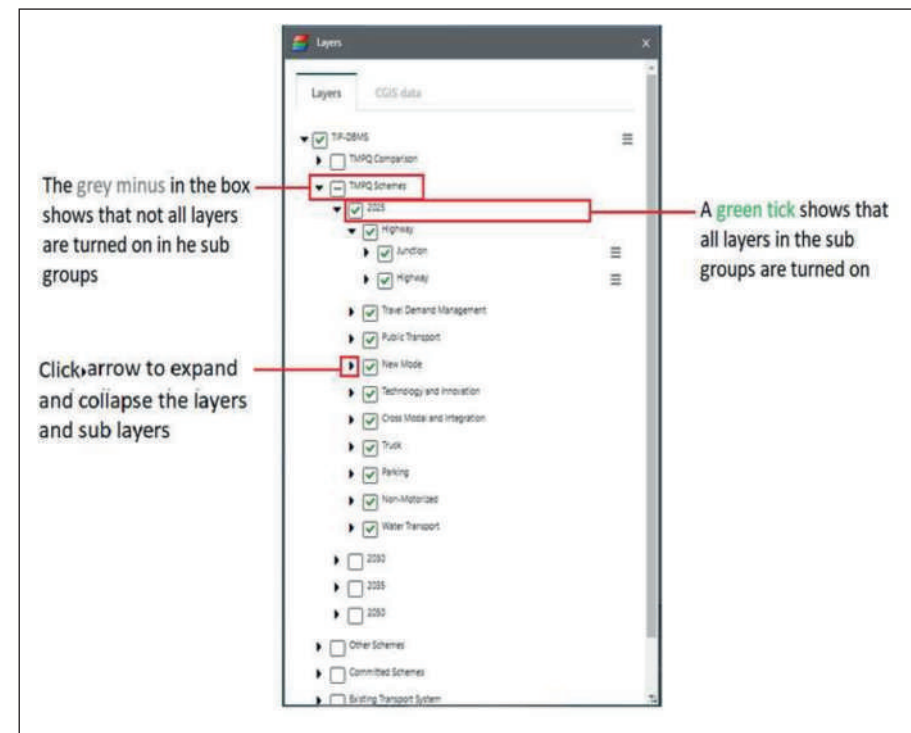 Layers
Layers CGIS data
TIP-DBMS
TMPQ Comparison
TMPQ Schemes
2025
Highway
Junction
Highway
Travel Demand Management
Public Transport
New Mode
Technology and Innovation
Cross Modal and Integration
Truck
Parking
Non-Motorized
Water Transport
2030
2035
2050
Other Schemes
Committed Schemes
Existing Transport System
The grey minus in the box
shows that not all layers
are turned on in he sub
groups
Click arrow to expand
and collapse the layers
and sub layers
A green tick shows that
all layers in the sub
groups are turned on